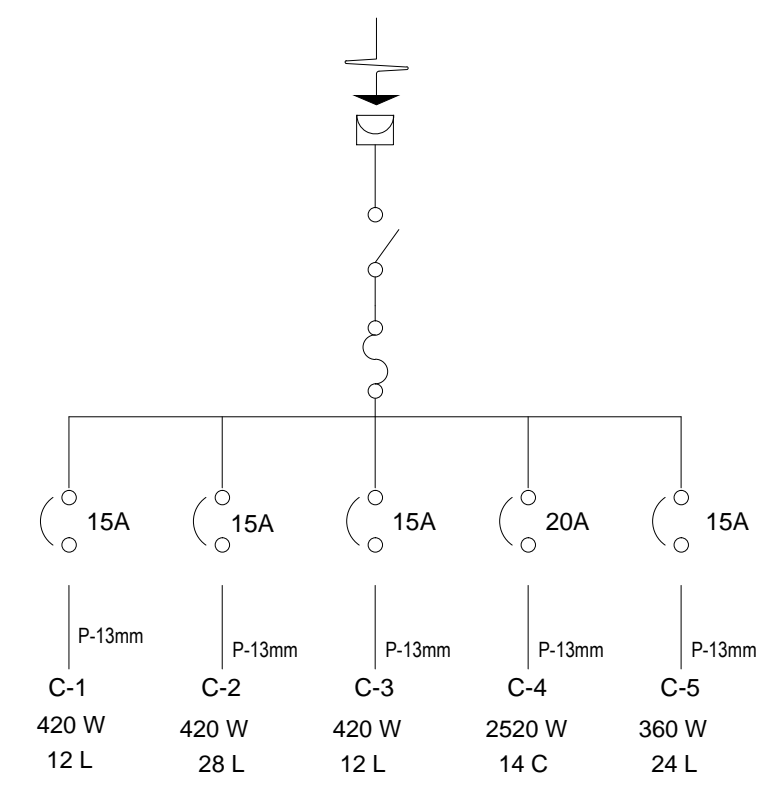 15A
15A
15A
20A
15A
P-13mm
P-13mm
P-13mm
P-13mm
P-13mm
C-1
C-2
C-3
C-4
C-5
420 W
420 W
420 W
2520 W
360 W
12 L
28 L
12 L
14 C
24 L